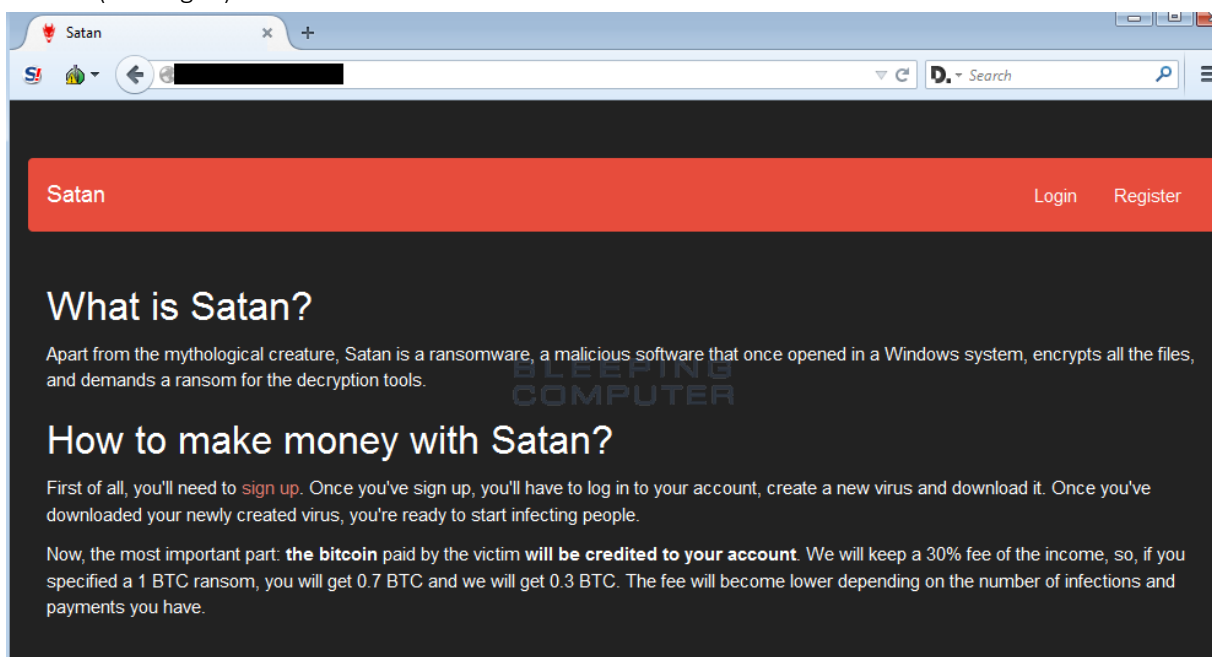 Satan
Search
Satan
Login Register
What is Satan?
Apart from the mythological creature, Satan is a ransomware, a malicious software that once opened in a Windows system, encrypts all the files,
and demands a ransom for the decryption tools.
BLEEPING
COMPUTER
How to make money with Satan?
First of all, you'll need to sign up. Once you've sign up, you'll have to log in to your account, create a new virus and download it. Once you've
downloaded your newly created virus, you're ready to start infecting people.
Now, the most important part: the bitcoin paid by the victim will be credited to your account. We will keep a 30% fee of the income, so, if you
specified a 1 BTC ransom, you will get 0.7 BTC and we will get 0.3 BTC. The fee will become lower depending on the number of infections and
payments you have.